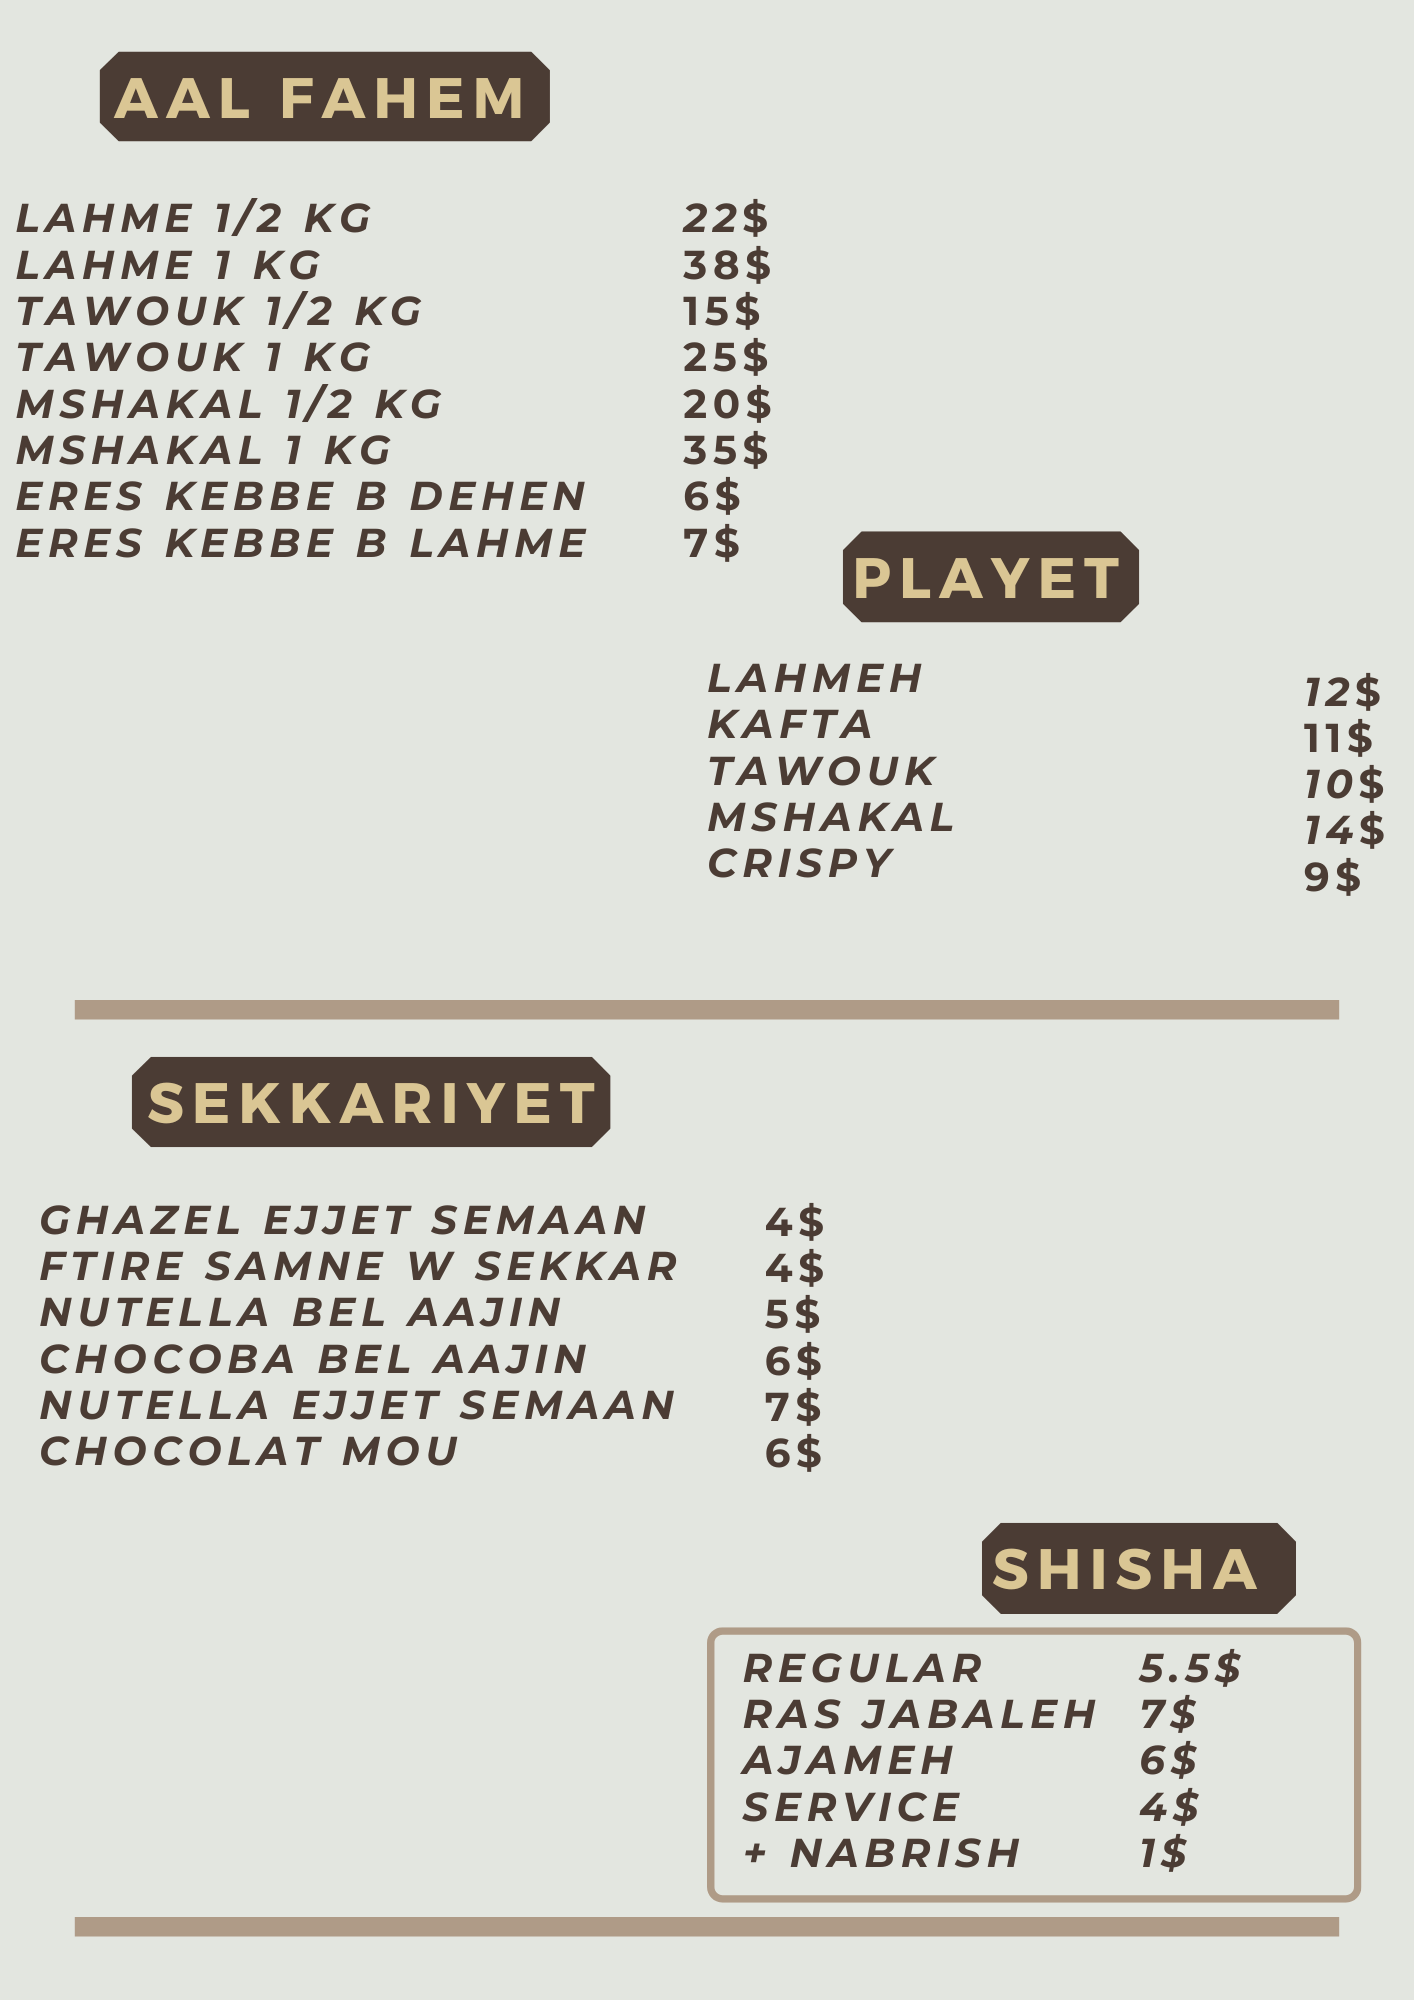 AAL FAHEM
LAHME 1/2 KG 22$
LAHME 1 KG 38$
TAWOUK 1/2 KG 15$
TAWOUK 1 KG 25$
MSHAKAL 1/2 KG 20$
MSHAKAL 1 KG 35$
ERES KEBBE B DEHEN 6$
ERES KEBBE B LAHME 7$
PLAYET
LAHMEH 12$
KAFTA 11$
TAWOUK 10$
MSHAKAL 14$
CRISPY 9$
SEKKARIYET
GHAZEL EJJET SEMAAN 4$
FTIRE SAMNE W SEKKAR 4$
NUTELLA BEL AAJIN 5$
CHOCOBA BEL AAJIN 6$
NUTELLA EJJET SEMAAN 7$
CHOCOLAT MOU 6$
SHISHA
REGULAR 5.5$
RAS JABALEH 7$
AJAMEH 6$
SERVICE 4$
+ NABRISH 1$